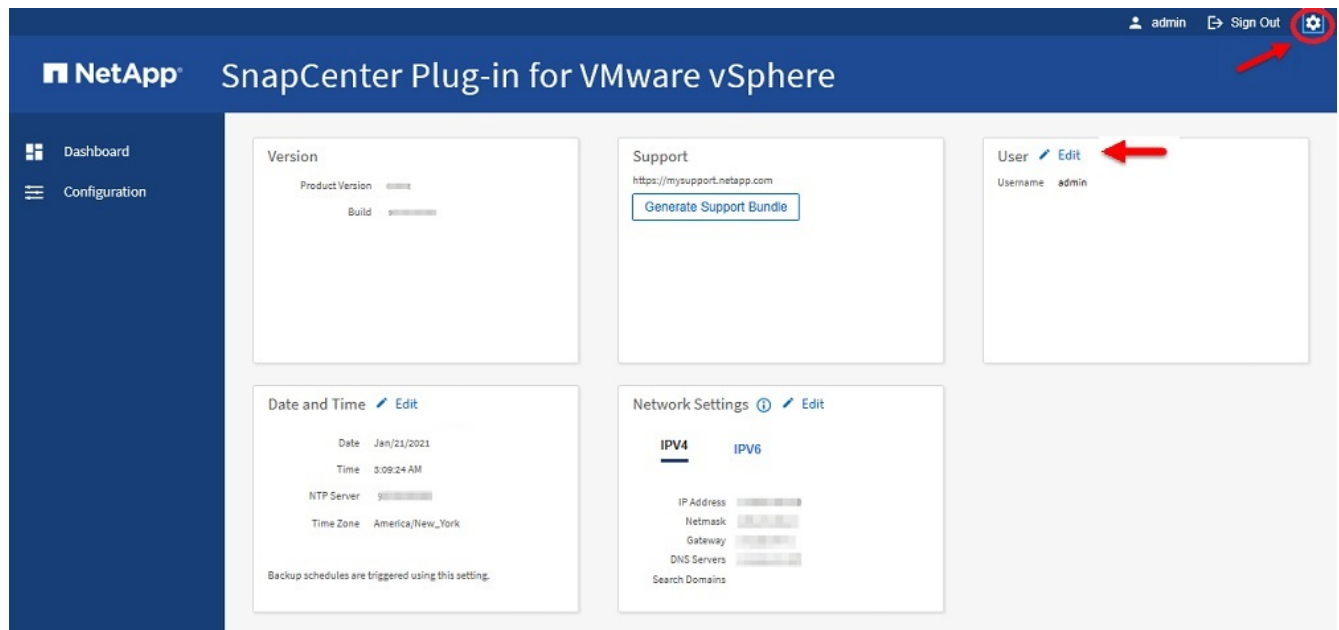 admin Sign Out
NetApp SnapCenter Plug-in for VMware vSphere
Dashboard
Configuration
Version
Product Version
Build
Support
https://mysupport.netapp.com
Generate Support Bundle
User Edit
Username admin
Date and Time Edit
Date Jan/21/2021
Time 3:09:24 AM
NTP Server
Time Zone America/New_York
Backup schedules are triggered using this setting.
Network Settings Edit
IPV4 IPV6
IP Address
Netmask
Gateway
DNS Servers
Search Domains